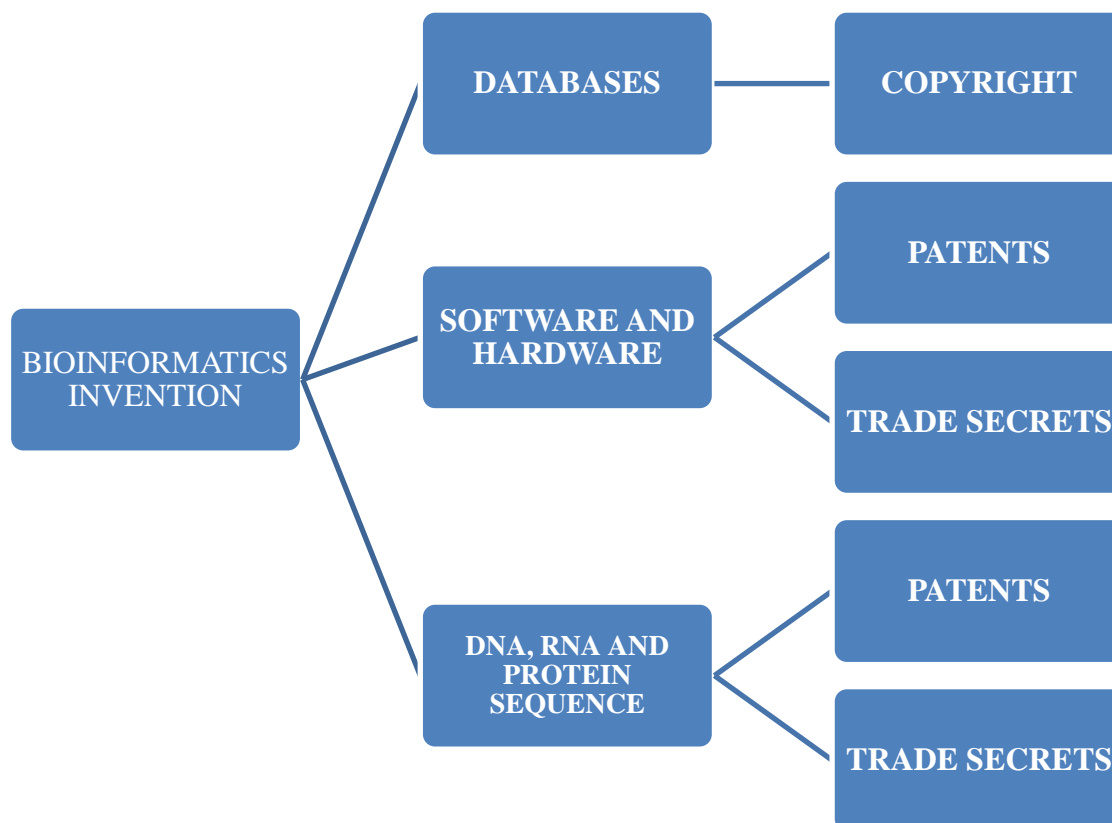 DATABASES
COPYRIGHT
PATENTS
SOFTWARE AND
HARDWARE
BIOINFORMATICS
INVENTION
TRADE SECRETS
PATENTS
DNA, RNA AND
PROTEIN
SEQUENCE
TRADE SECRETS